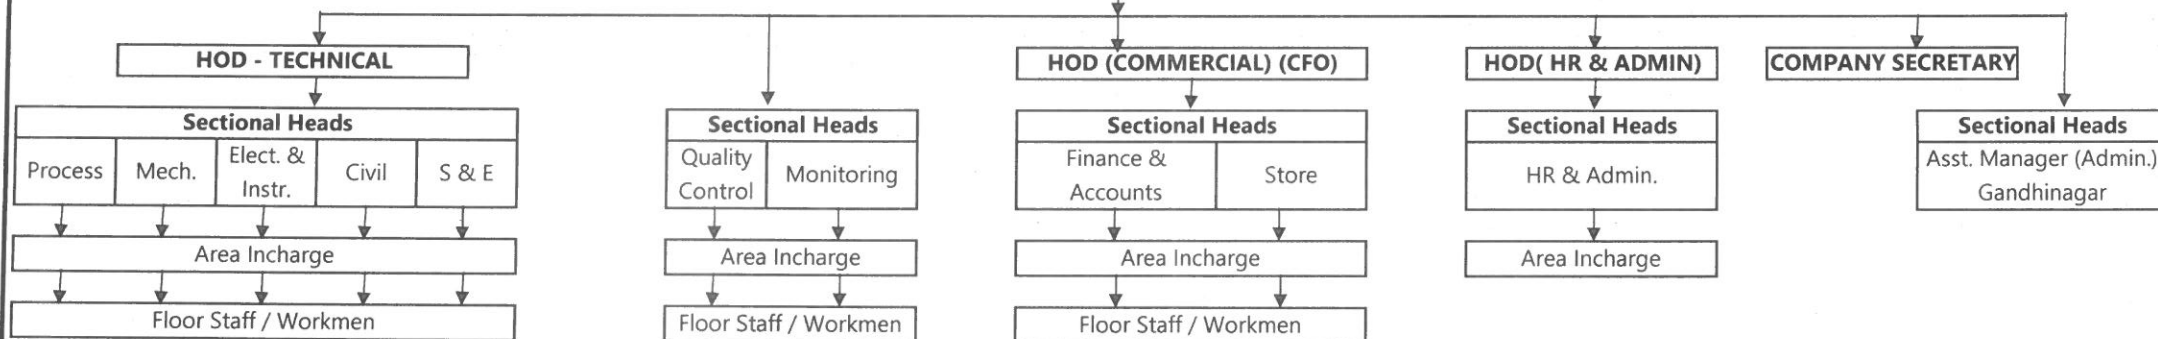 HOD - TECHNICAL
HOD (COMMERCIAL) (CFO)
HOD( HR & ADMIN)
COMPANY SECRETARY
Sectional Heads
Process
Mech.
Elect. &
Instr.
Civil
S & E
Area Incharge
Floor Staff / Workmen
Sectional Heads
Quality
Control
Monitoring
Area Incharge
Floor Staff / Workmen
Sectional Heads
Finance &
Accounts
Store
Area Incharge
Floor Staff / Workmen
Sectional Heads
HR & Admin.
Area Incharge
Sectional Heads
Asst. Manager (Admin.)
Gandhinagar